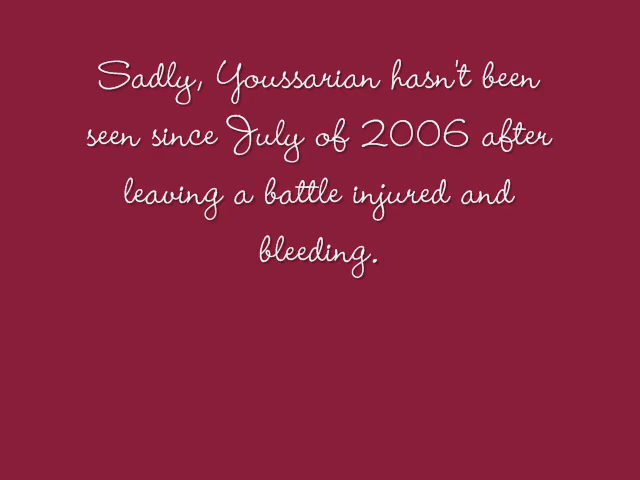 Sadly, Youssarian hasn't been
seen since July of 2006 after
leaving a battle injured and
bleeding.